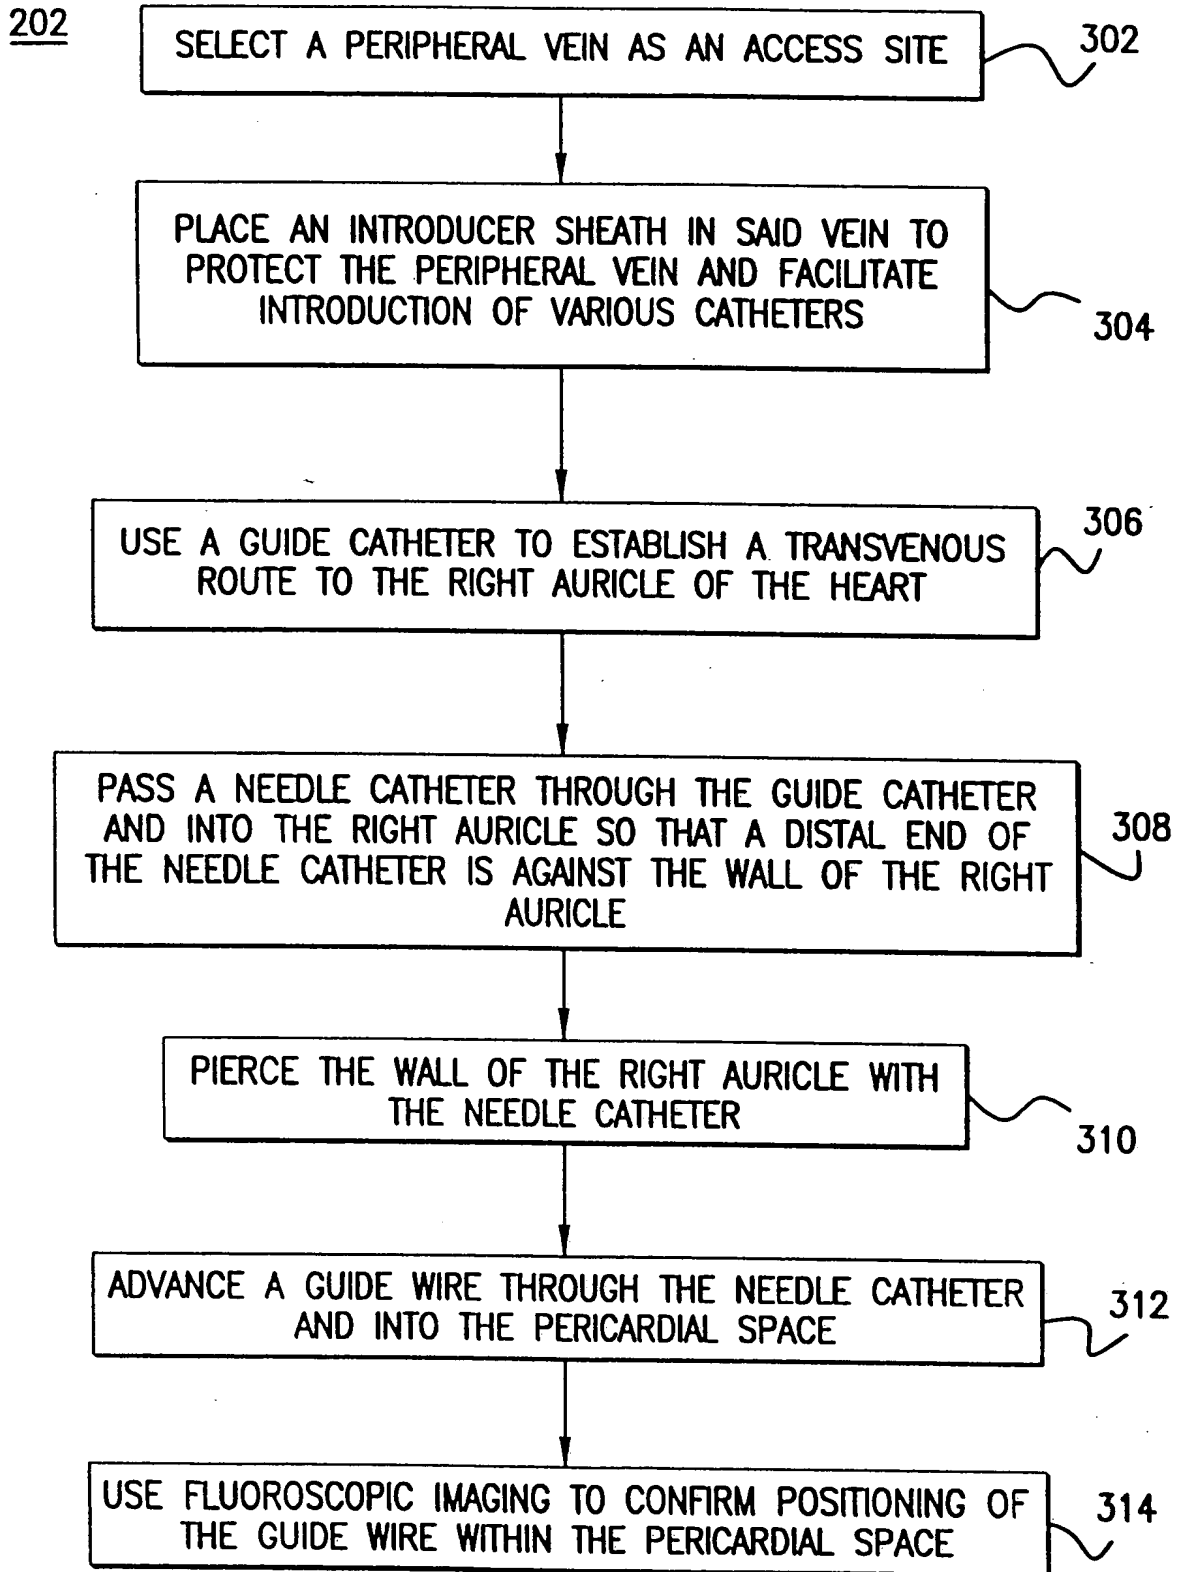 202
SELECT A PERIPHERAL VEIN AS AN ACCESS SITE
302
PLACE AN INTRODUCER SHEATH IN SAID VEIN TO
PROTECT THE PERIPHERAL VEIN AND FACILITATE
INTRODUCTION OF VARIOUS CATHETERS
304
USE A GUIDE CATHETER TO ESTABLISH A TRANSVENOUS
ROUTE TO THE RIGHT AURICLE OF THE HEART
306
PASS A NEEDLE CATHETER THROUGH THE GUIDE CATHETER
AND INTO THE RIGHT AURICLE SO THAT A DISTAL END OF
THE NEEDLE CATHETER IS AGAINST THE WALL OF THE RIGHT
AURICLE
308
PIERCE THE WALL OF THE RIGHT AURICLE WITH
THE NEEDLE CATHETER
310
ADVANCE A GUIDE WIRE THROUGH THE NEEDLE CATHETER
AND INTO THE PERICARDIAL SPACE
312
USE FLUOROSCOPIC IMAGING TO CONFIRM POSITIONING OF
THE GUIDE WIRE WITHIN THE PERICARDIAL SPACE
314